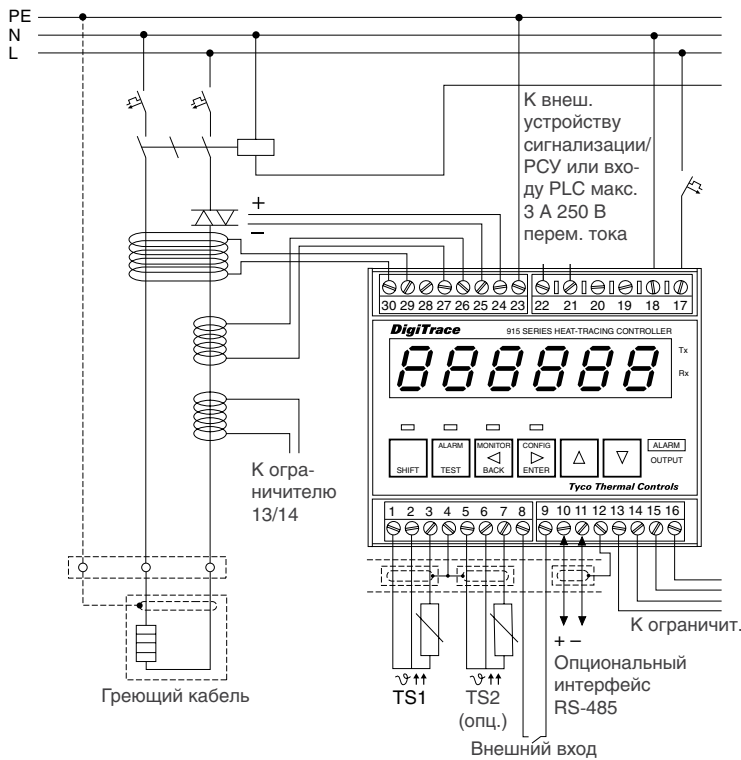 PE
N
L
К внеш.
устройству
сигнализации/
РСУ или вхо-
ду PLC макс.
3 А 250 В
перем. тока
+
–
30 29 28 27 26 25 24 23 22 21 20 19 18 17
DigiTrace 915 SERIES HEAT-TRACING CONTROLLER
888888
Tx
Rx
SHIFT
ALARM
TEST
MONITOR
BACK
CONFIG
ENTER
ALARM
OUTPUT
Tyco Thermal Controls
1 2 3 4 5 6 7 8 9 10 11 12 13 14 15 16
К огра-
ничителю
13/14
К ограничит.
+ –
Опциональный
интерфейс
RS-485
ϑ
TS1
ϑ
TS2
(опц.)
Греющий кабель
Внешний вход